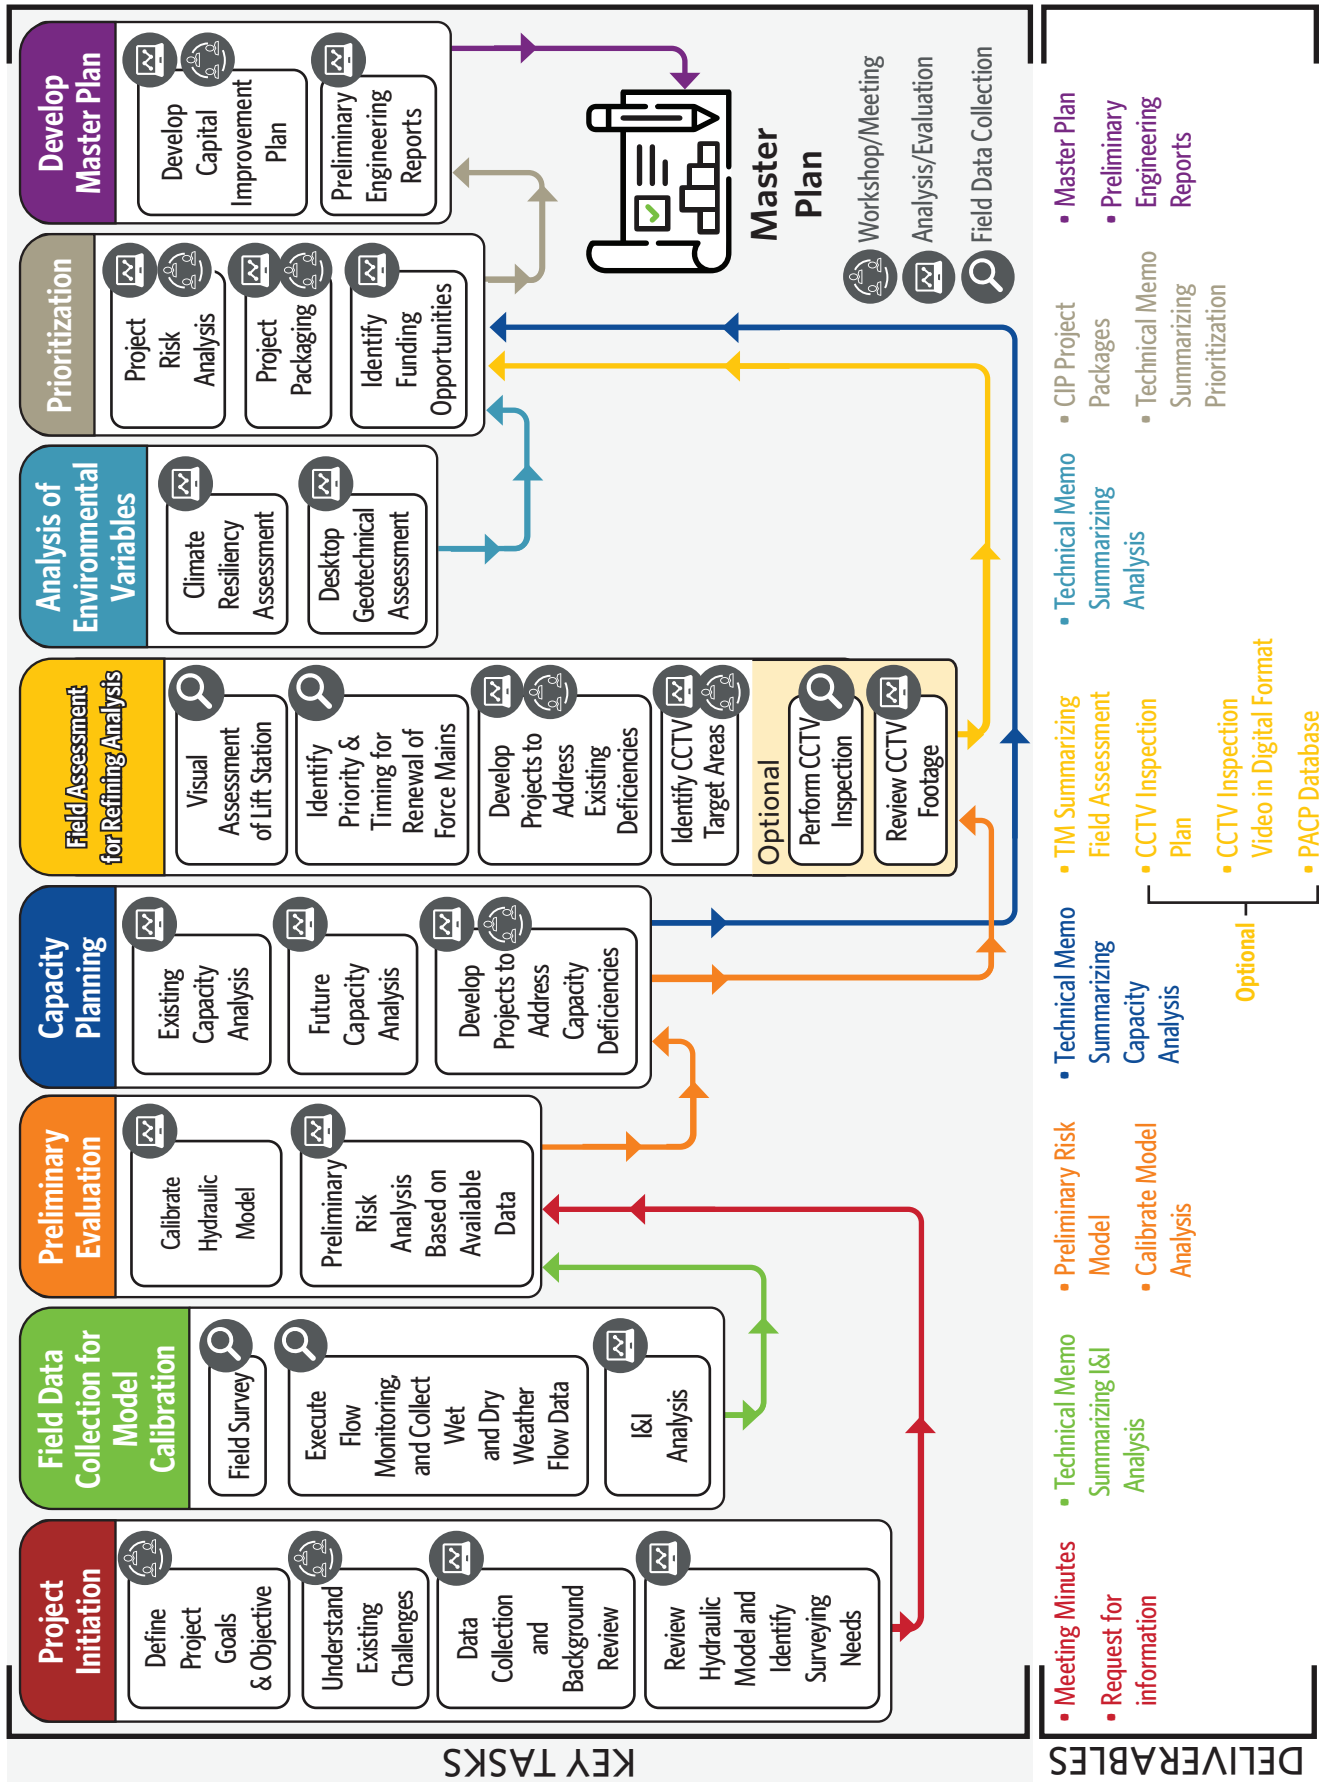 KEY TASKS
Project
Initiation
Define
Project
Goals
& Objective
Understand
Existing
Challenges
Data
Collection
and
Background
Review
Review
Hydraulic
Model and
Identify
Surveying
Needs
Field Data
Collection for
Model
Calibration
Field Survey
Execute
Flow
Monitoring,
and Collect
Wet
and Dry
Weather
Flow Data
I&I
Analysis
Preliminary
Evaluation
Calibrate
Hydraulic
Model
Preliminary
Risk
Analysis
Based on
Available
Data
Capacity
Planning
Existing
Capacity
Analysis
Future
Capacity
Analysis
Develop
Projects to
Address
Capacity
Deficiencies
Field Assessment
for Refining Analysis
Visual
Assessment
of Lift Station
Identify
Priority &
Timing for
Renewal of
Force Mains
Develop
Projects to
Address
Existing
Deficiencies
Identify CCTV
Target Areas
Optional
Perform CCTV
Inspection
Review CCTV
Footage
Analysis of
Environmental
Variables
Climate
Resiliency
Assessment
Desktop
Geotechnical
Assessment
Prioritization
Project
Risk
Analysis
Project
Packaging
Identify
Funding
Opportunities
Develop
Master Plan
Develop
Capital
Improvement
Plan
Preliminary
Engineering
Reports
Master
Plan
Workshop/Meeting
Analysis/Evaluation
Field Data Collection
DELIVERABLES
• Meeting Minutes
• Request for
information
• Technical Memo
Summarizing I&I
Analysis
• Preliminary Risk
Model
• Calibrate Model
Analysis
• Technical Memo
Summarizing
Capacity
Analysis
• TM Summarizing
Field Assessment
• CCTV Inspection
Plan
• CCTV Inspection
Video in Digital Format
• PACP Database
Optional
• Technical Memo
Summarizing
Analysis
• CIP Project
Packages
• Technical Memo
Summarizing
Prioritization
• Master Plan
• Preliminary
Engineering
Reports